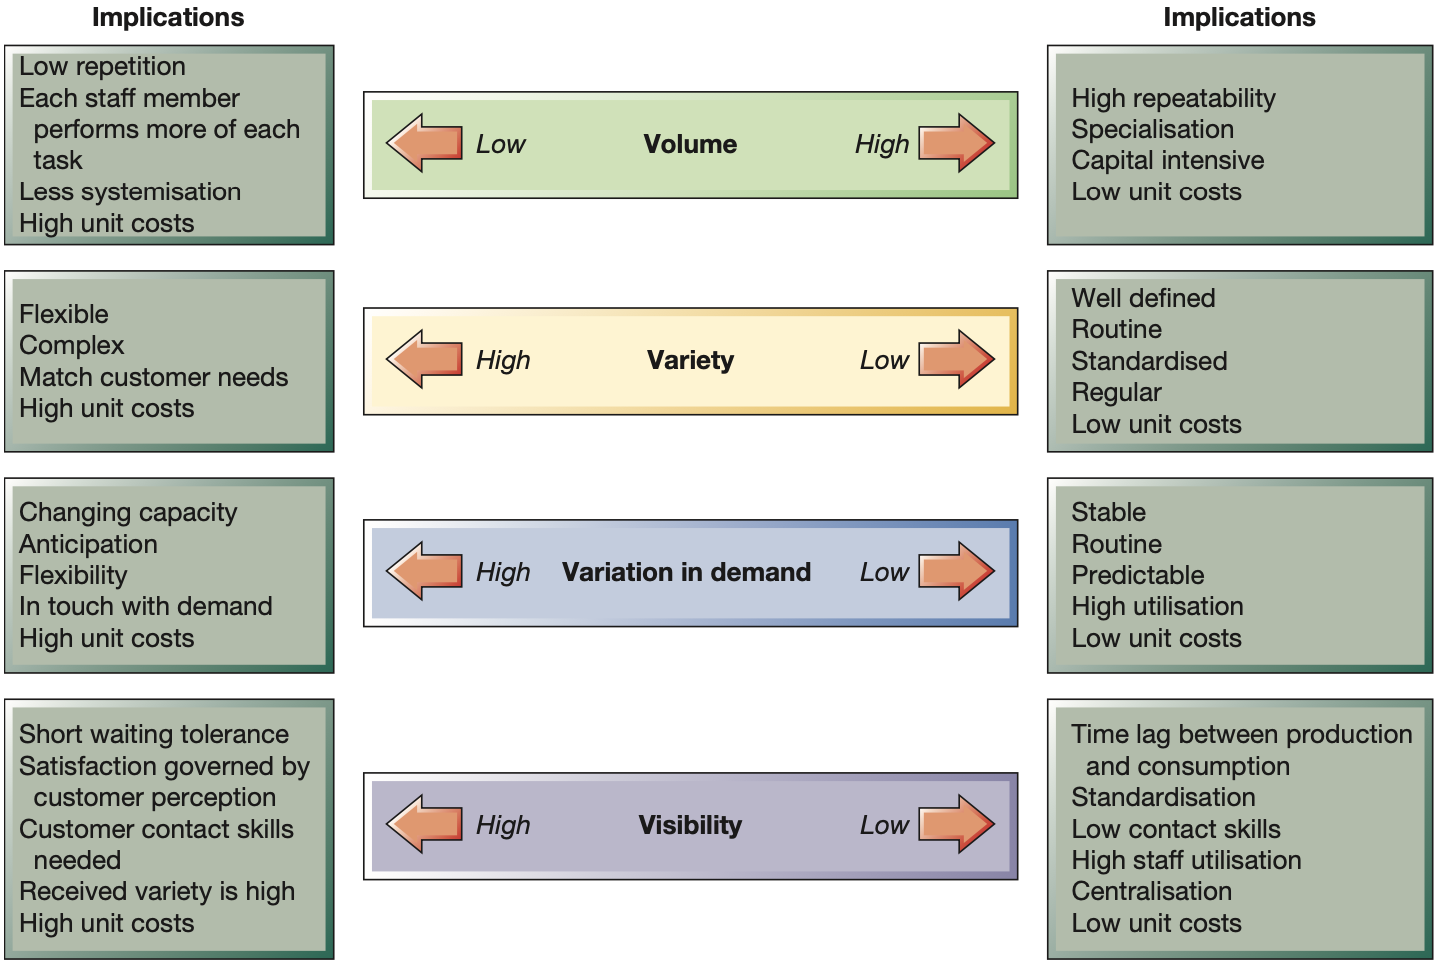 Implications
Implications
Low repetition
Each staff member
performs more of each
task
Less systemisation
High unit costs
Low
Volume
High
High repeatability
Specialisation
Capital intensive
Low unit costs
Flexible
Complex
Match customer needs
High unit costs
High
Variety
Low
Well defined
Routine
Standardised
Regular
Low unit costs
Changing capacity
Anticipation
Flexibility
In touch with demand
High unit costs
High
Variation in demand
Low
Stable
Routine
Predictable
High utilisation
Low unit costs
Short waiting tolerance
Satisfaction governed by
customer perception
Customer contact skills
needed
Received variety is high
High unit costs
High
Visibility
Low
Time lag between production
and consumption
Standardisation
Low contact skills
High staff utilisation
Centralisation
Low unit costs